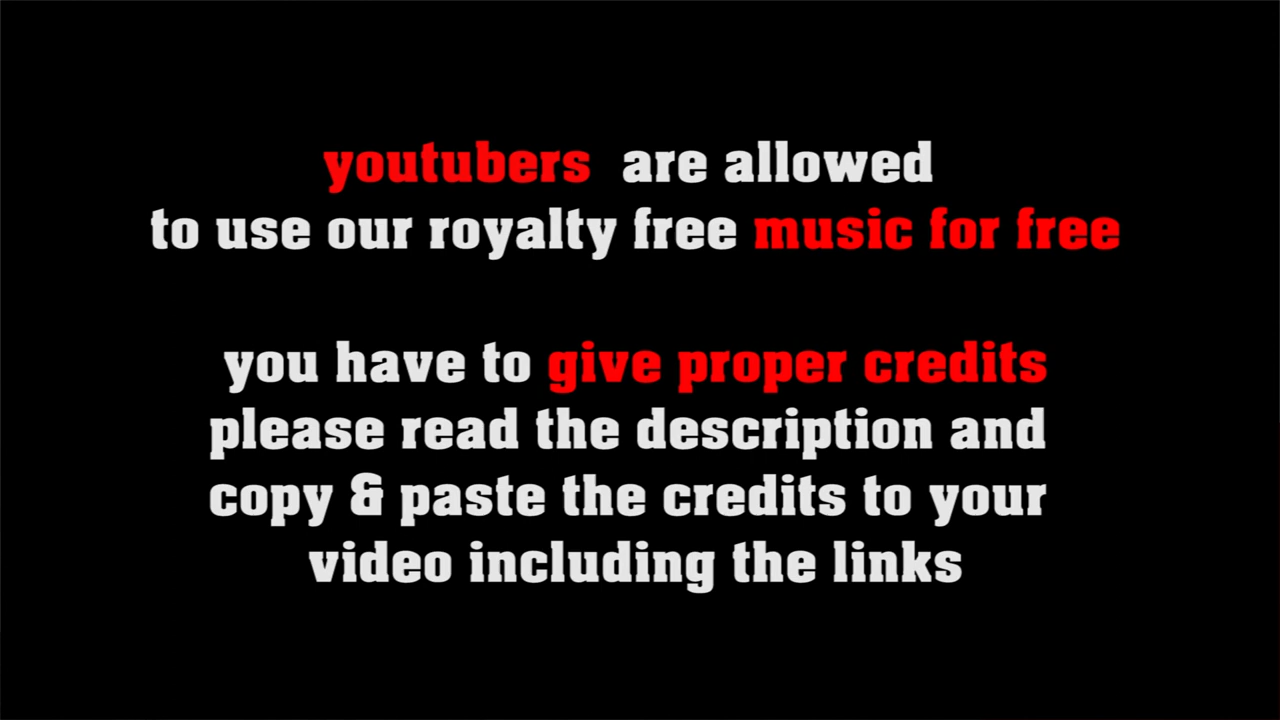 youtubers are allowed
to use our royalty free music for free
you have to give proper credits
please read the description and
copy & paste the credits to your
video including the links